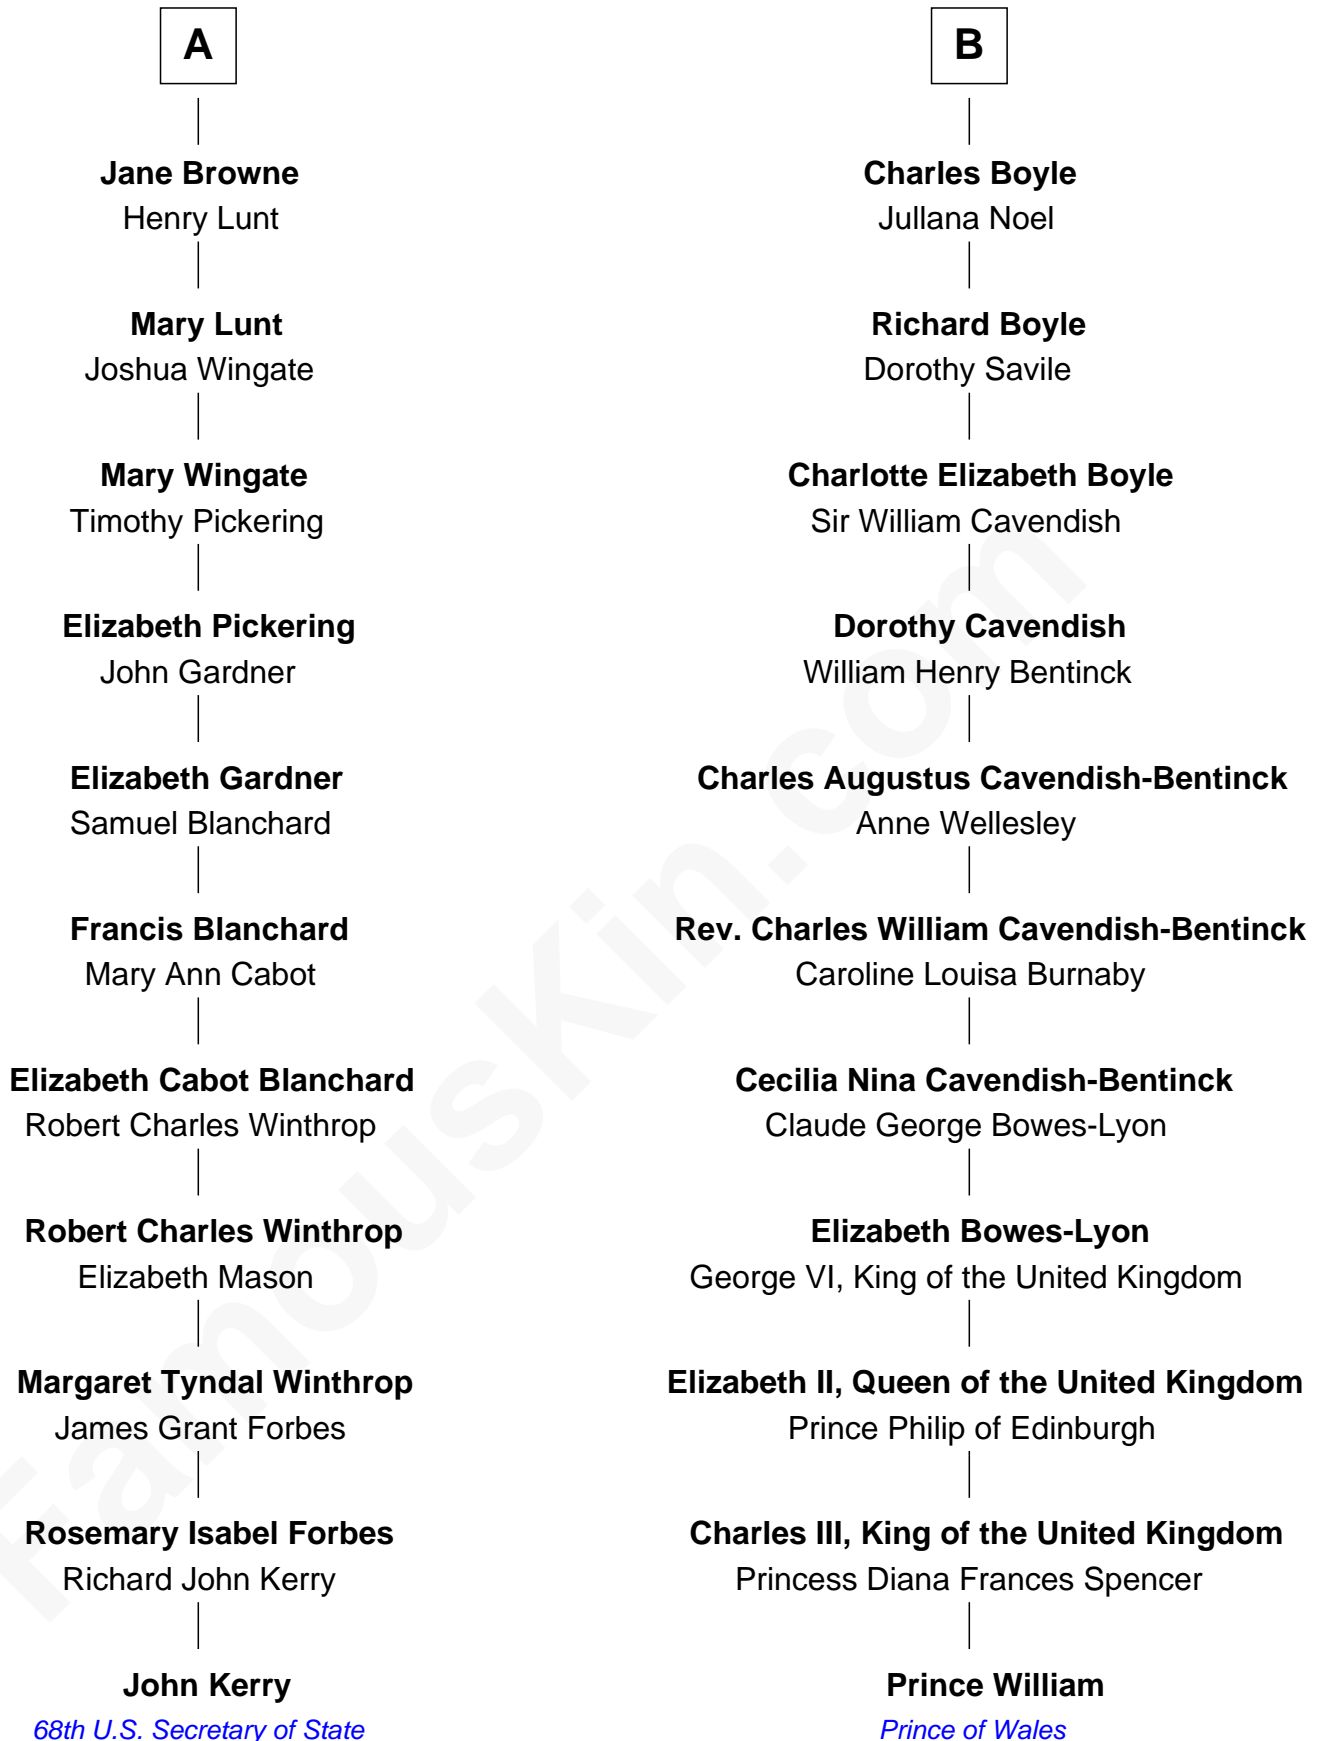 A
Jane Browne
Henry Lunt
Mary Lunt
Joshua Wingate
Mary Wingate
Timothy Pickering
Elizabeth Pickering
John Gardner
Elizabeth Gardner
Samuel Blanchard
Francis Blanchard
Mary Ann Cabot
Elizabeth Cabot Blanchard
Robert Charles Winthrop
Robert Charles Winthrop
Elizabeth Mason
Margaret Tyndal Winthrop
James Grant Forbes
Rosemary Isabel Forbes
Richard John Kerry
John Kerry
68th U.S. Secretary of State
B
Charles Boyle
Jullana Noel
Richard Boyle
Dorothy Savile
Charlotte Elizabeth Boyle
Sir William Cavendish
Dorothy Cavendish
William Henry Bentinck
Charles Augustus Cavendish-Bentinck
Anne Wellesley
Rev. Charles William Cavendish-Bentinck
Caroline Louisa Burnaby
Cecilia Nina Cavendish-Bentinck
Claude George Bowes-Lyon
Elizabeth Bowes-Lyon
George VI, King of the United Kingdom
Elizabeth II, Queen of the United Kingdom
Prince Philip of Edinburgh
Charles III, King of the United Kingdom
Princess Diana Frances Spencer
Prince William
Prince of Wales
FamousKin.com